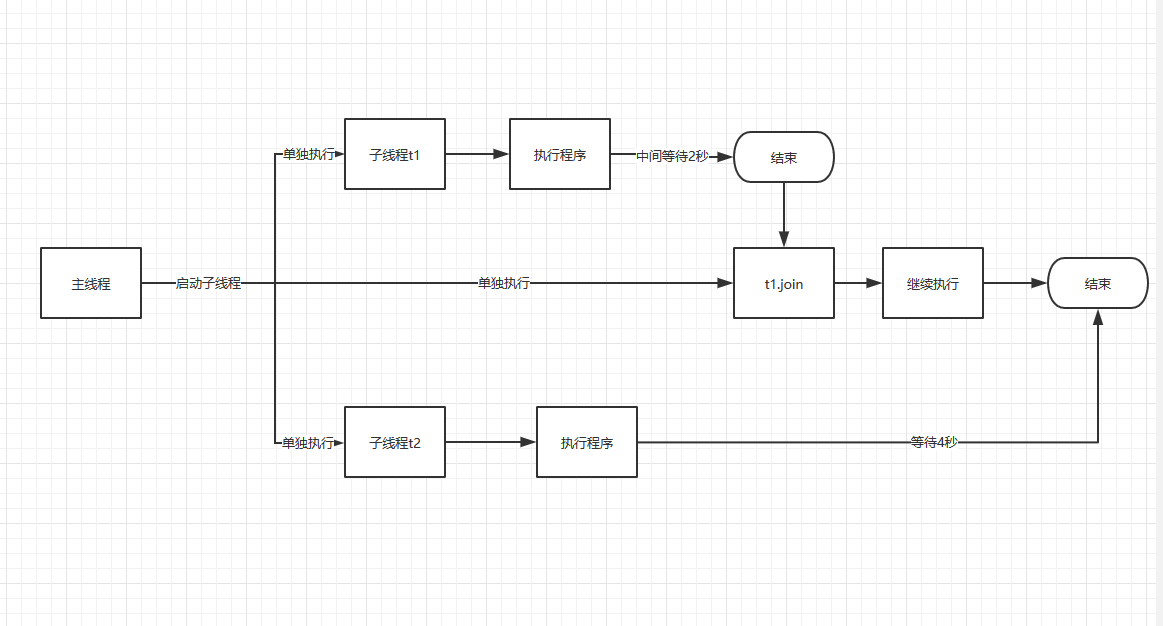 单独执行
子线程t1
执行程序
中间等待2秒
结束
主线程
启动子线程
单独执行
t1.join
继续执行
结束
单独执行
子线程t2
执行程序
等待4秒